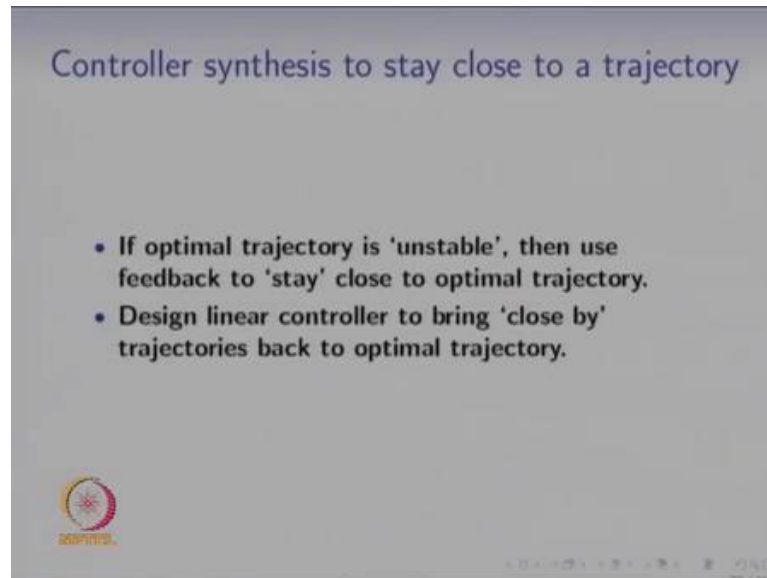 Controller synthesis to stay close to a trajectory
• If optimal trajectory is ‘unstable’, then use
feedback to ‘stay’ close to optimal trajectory.
• Design linear controller to bring ‘close by’
trajectories back to optimal trajectory.